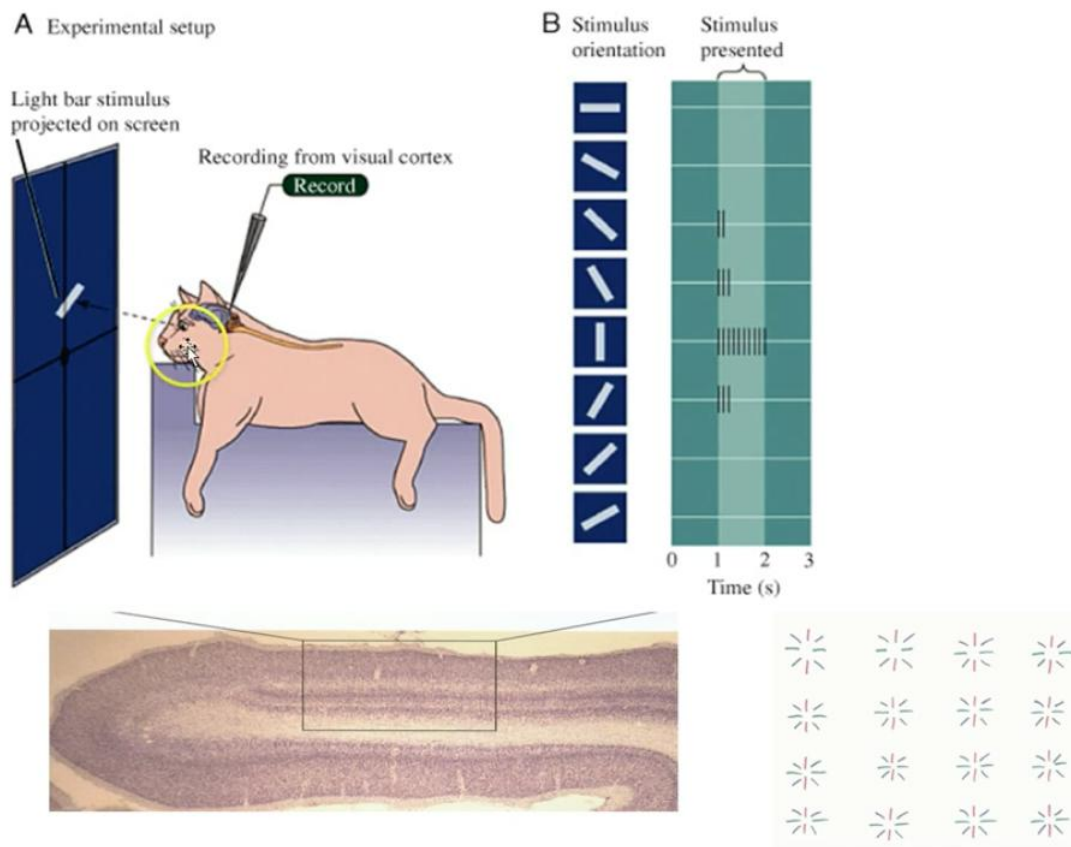 A Experimental setup
Light bar stimulus
projected on screen
Recording from visual cortex
Record
B Stimulus
orientation
Stimulus
presented
0 1 2 3
Time (s)